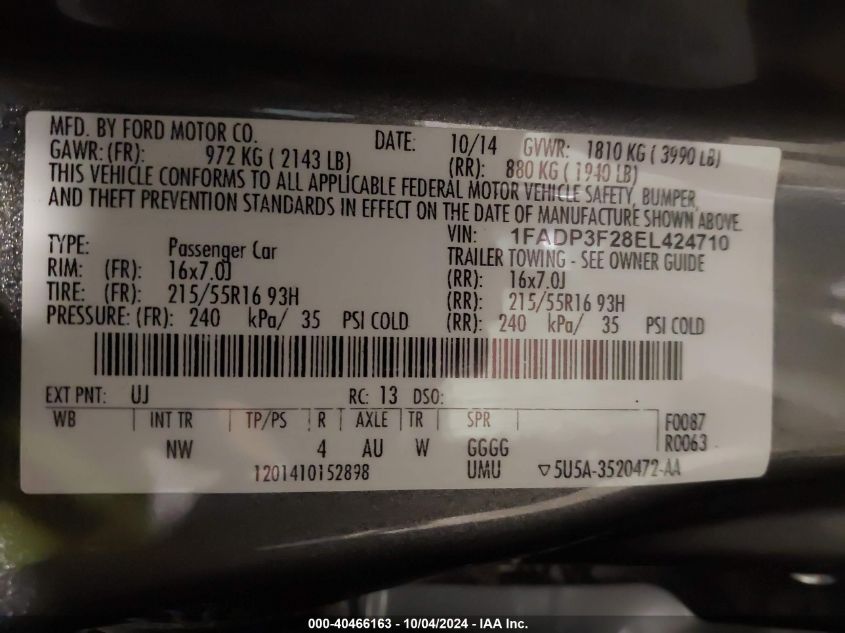 MFD. BY FORD MOTOR CO. DATE: 10/14 GVWR: 1810 KG ( 3990 LB)
GAWR: (FR): 972 KG ( 2143 LB) (RR): 880 KG ( 1940 LB)
THIS VEHICLE CONFORMS TO ALL APPLICABLE FEDERAL MOTOR VEHICLE SAFETY, BUMPER,
AND THEFT PREVENTION STANDARDS IN EFFECT ON THE DATE OF MANUFACTURE SHOWN ABOVE.
VIN: 1FADP3F28EL424710
TYPE: Passenger Car TRAILER TOWING - SEE OWNER GUIDE
RIM: (FR): 16x7.0J (RR): 16x7.0J
TIRE: (FR): 215/55R16 93H (RR): 215/55R16 93H
PRESSURE: (FR): 240 kPa/ 35 PSI COLD (RR): 240 kPa/ 35 PSI COLD
EXT PNT: UJ RC: 13 DSO:
WB INT TR TP/PS R AXLE TR SPR F0087
NW 4 AU W GGGG R0063
1201410152898 UMU ▽5U5A-3520472-AA
000-40466163 - 10/04/2024 - IAA Inc.